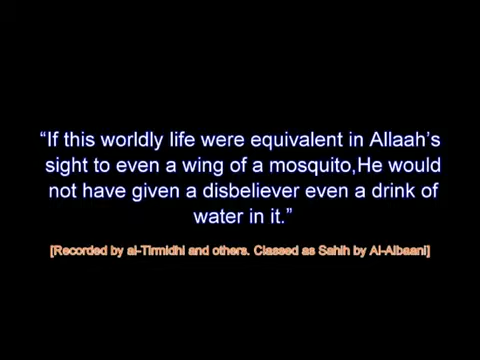 “If this worldly life were equivalent in Allaah’s
sight to even a wing of a mosquito,He would
not have given a disbeliever even a drink of
water in it.”
[Recorded by al-Tirmidhi and others. Classed as Sahih by Al-Albaani]